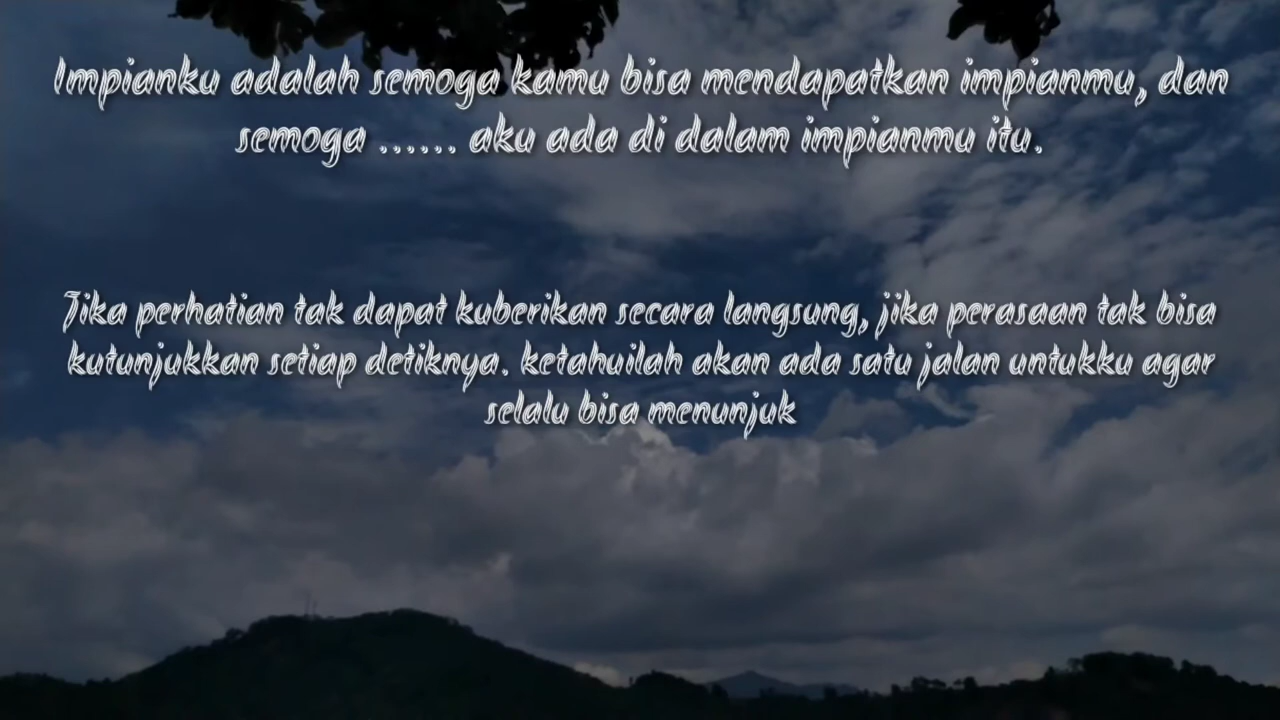 Impianku adalah semoga kamu bisa mendapatkan impianmu, dan
semoga ...... aku ada di dalam impianmu itu.
Jika perhatian tak dapat kuberikan secara langsung, jika perasaan tak bisa
kutunjukkan setiap detiknya. ketahuilah akan ada satu jalan untukku agar
selalu bisa menunjuk